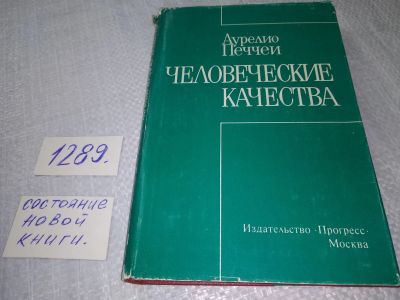 Аурелио
Печчеи
ЧЕЛОВЕЧЕСКИЕ
КАЧЕСТВА
Издательство «Прогресс»
Москва
1289.
состояние
новой
книги.